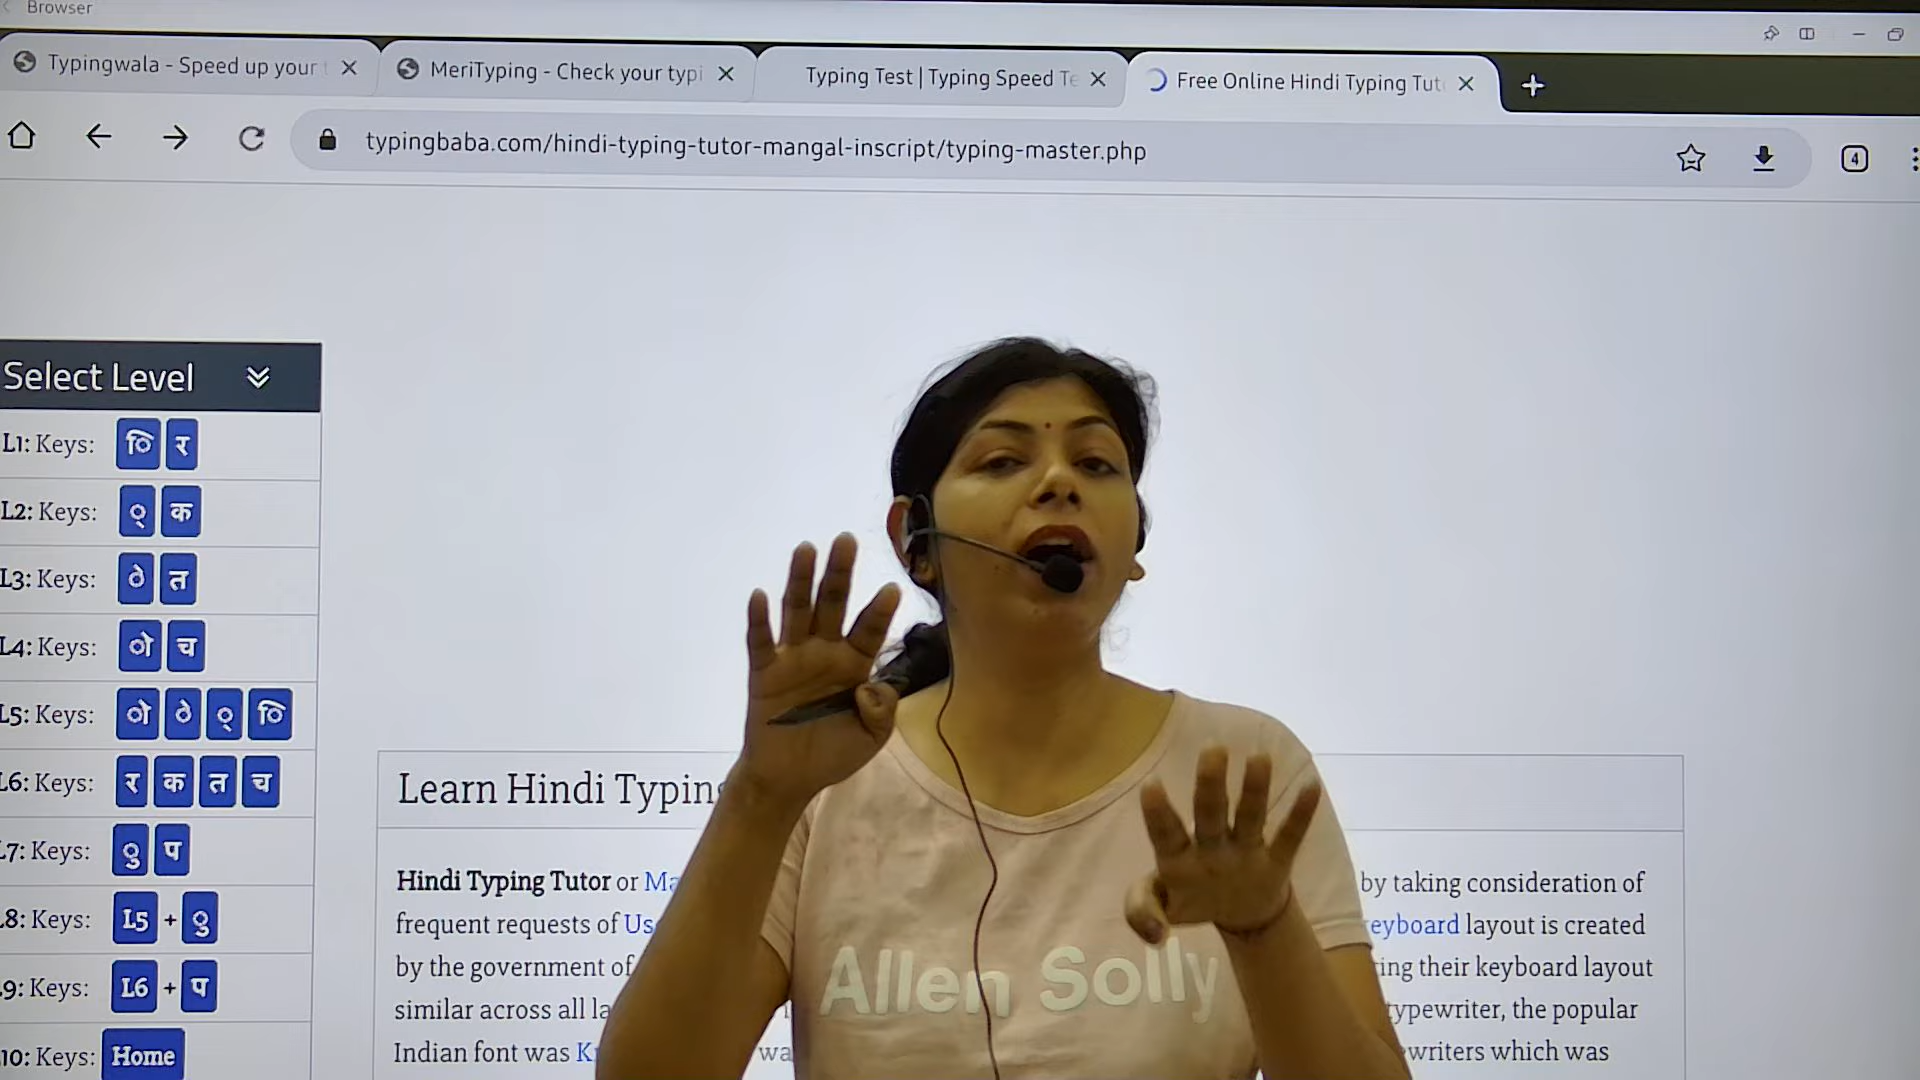 Browser
Typingwala - Speed up your
MeriTyping - Check your typi
Typing Test | Typing Speed Te
Free Online Hindi Typing Tut
typingbaba.com/hindi-typing-tutor-mangal-inscript/typing-master.php
4
Select Level
L1: Keys: ि र
L2: Keys: ् क
L3: Keys: े त
L4: Keys: ो च
L5: Keys: ो े ् ि
L6: Keys: र क त च
L7: Keys: ु प
L8: Keys: L5 + ु
L9: Keys: L6 + प
10: Keys: Home
Learn Hindi Typing
Hindi Typing Tutor or by taking consideration of
frequent requests of eyboard layout is created
by the government of ing their keyboard layout
similar across all typewriter, the popular
Indian font was writers which was
Allen Solly